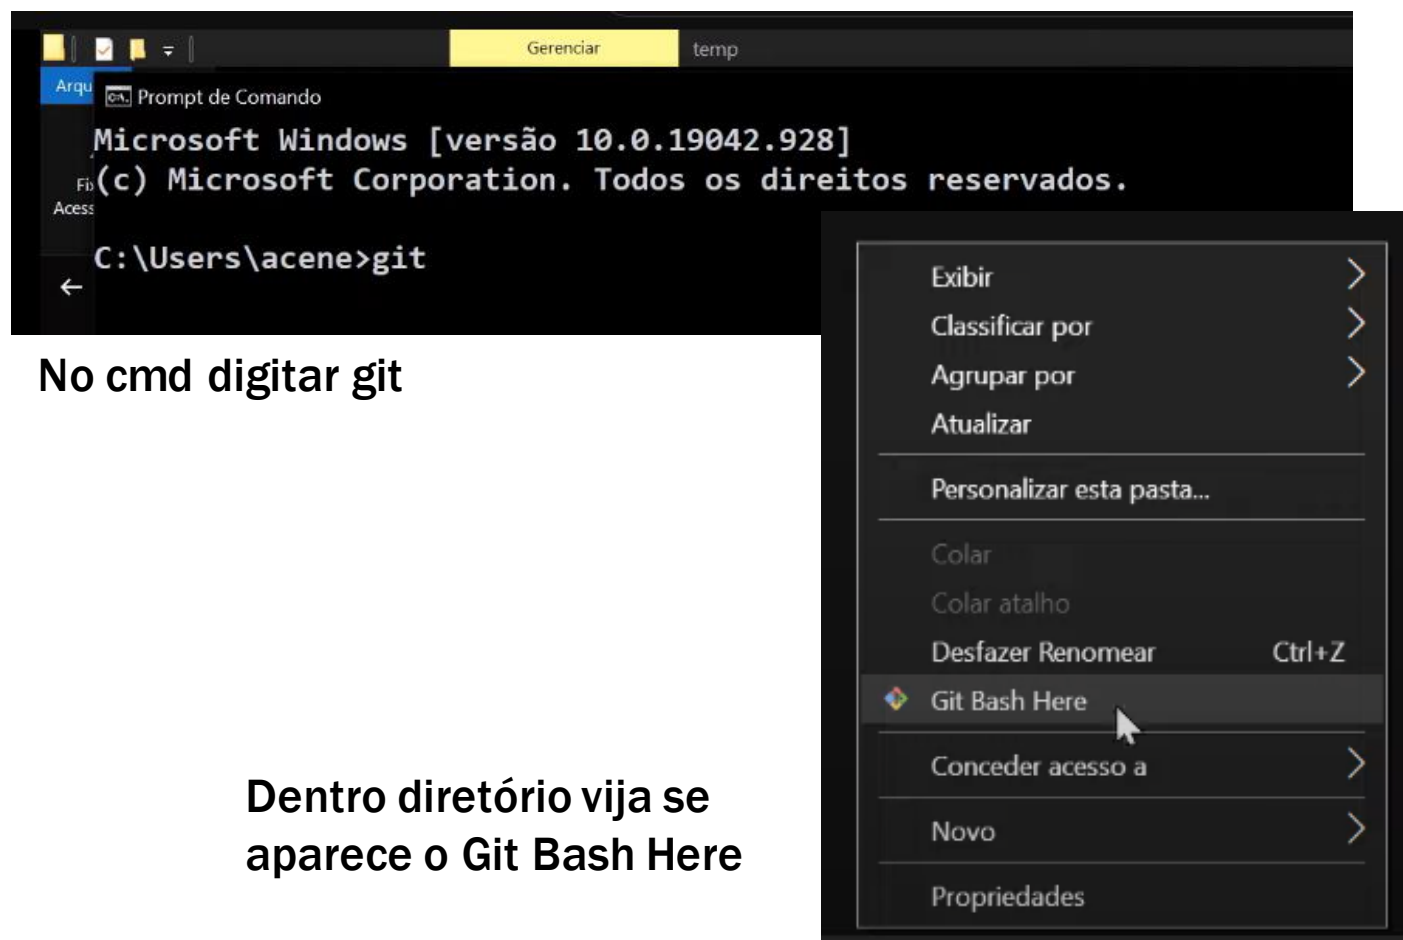 Gerenciar temp
Arqu
Prompt de Comando
Microsoft Windows [versão 10.0.19042.928]
(c) Microsoft Corporation. Todos os direitos reservados.
Acess
C:\Users\acene>git
No cmd digitar git
Exibir
Classificar por
Agrupar por
Atualizar
Personalizar esta pasta...
Colar
Colar atalho
Desfazer Renomear Ctrl+Z
Git Bash Here
Conceder acesso a
Novo
Propriedades
Dentro diretório vija se
aparece o Git Bash Here